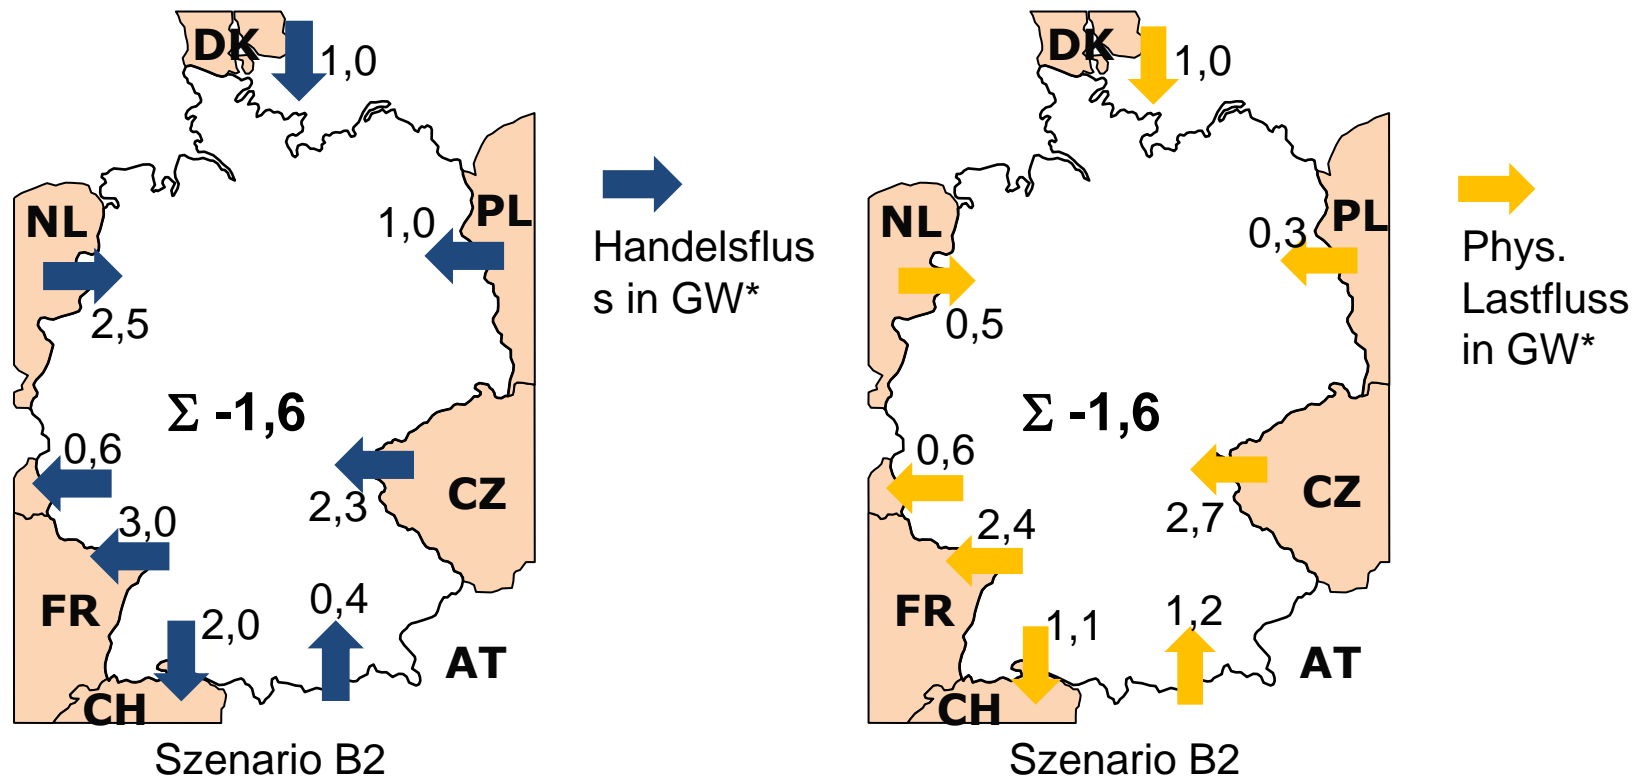 DK
1,0
NL
1,0
PL
2,5
Σ -1,6
0,6
3,0
2,3
CZ
FR
2,0
0,4
AT
CH
Szenario B2
Handelsflus
s in GW*
DK
1,0
NL
0,3
PL
0,5
Σ -1,6
0,6
2,4
2,7
CZ
FR
1,1
1,2
AT
CH
Szenario B2
Phys.
Lastfluss
in GW*